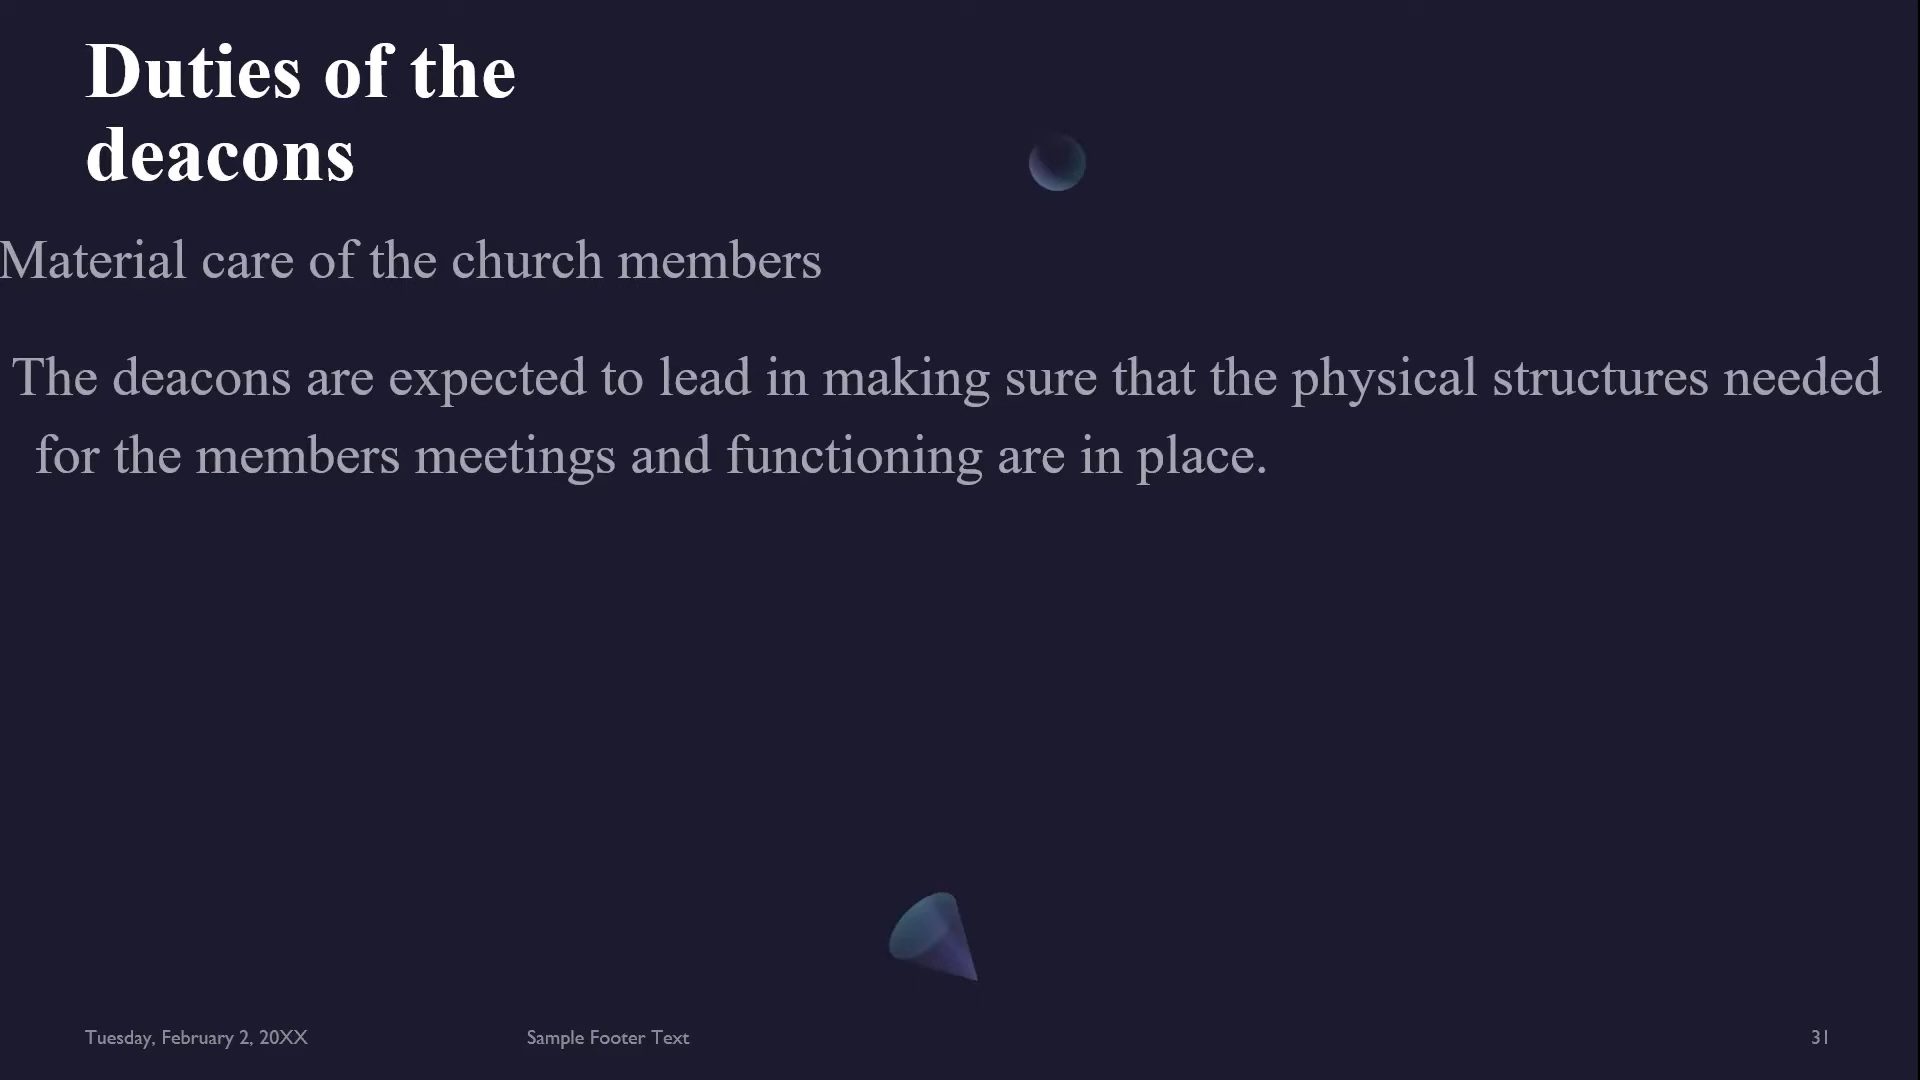 Duties of the
deacons
Material care of the church members
The deacons are expected to lead in making sure that the physical structures needed
for the members meetings and functioning are in place.
Tuesday, February 2, 20XX
Sample Footer Text
31